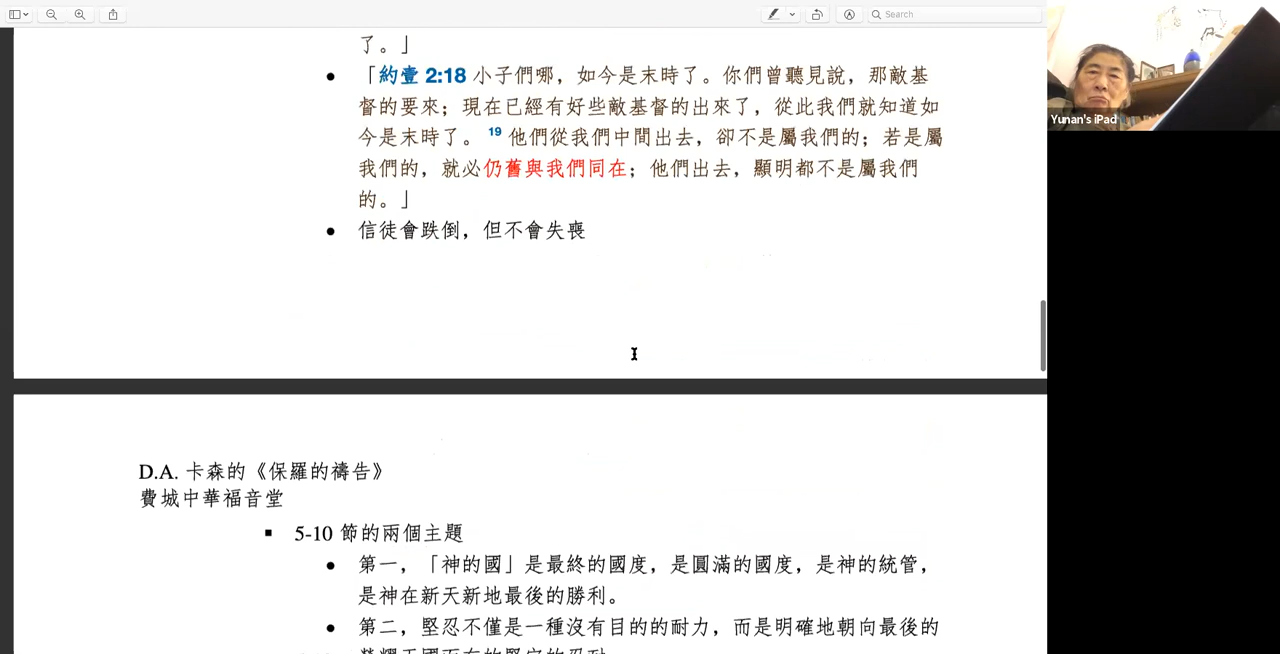 Search
Yunan's iPad
了。」
• 「約壹 2:18 小子們哪，如今是末時了。你們曾聽見說，那敵基
督的要來；現在已經有好些敵基督的出來了，從此我們就知道如
今是末時了。 19 他們從我們中間出去，卻不是屬我們的；若是屬
我們的，就必仍舊與我們同在；他們出去，顯明都不是屬我們
的。」
• 信徒會跌倒，但不會失喪
D.A. 卡森的《保羅的禱告》
費城中華福音堂
▪ 5-10 節的兩個主題
• 第一，「神的國」是最終的國度，是圓滿的國度，是神的統管，
是神在新天新地最後的勝利。
• 第二，堅忍不僅是一種沒有目的的耐力，而是明確地朝向最後的